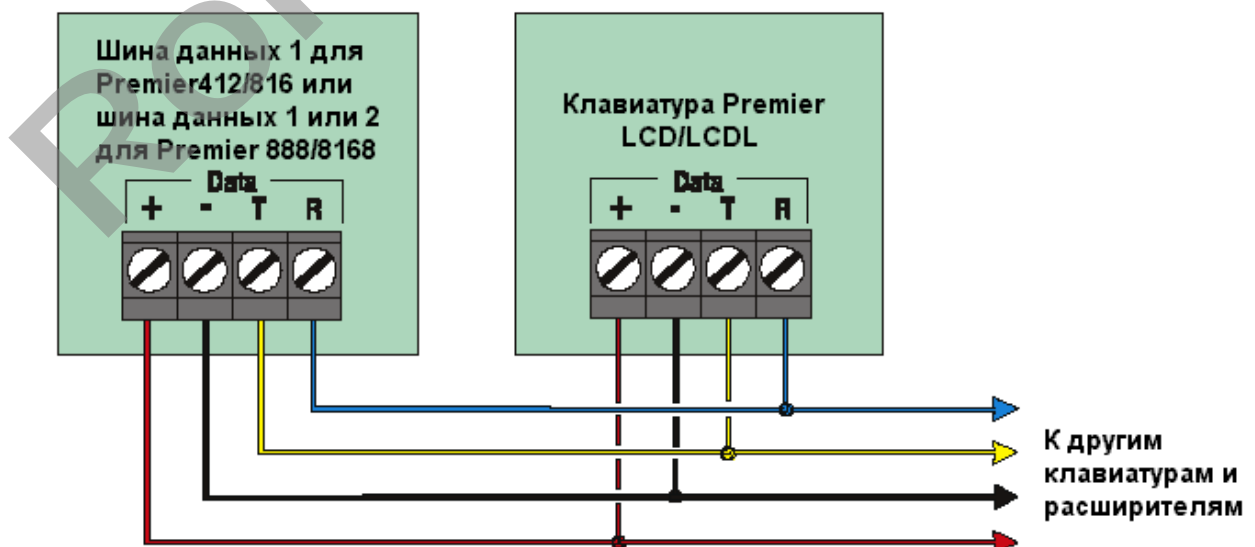 Шина данных 1 для
Premier412/816 или
шина данных 1 или 2
для Premier 888/8168
Data
+ - T R
Клавиатура Premier
LCD/LCDL
Data
+ - T R
К другим
клавиатурам и
расширителям